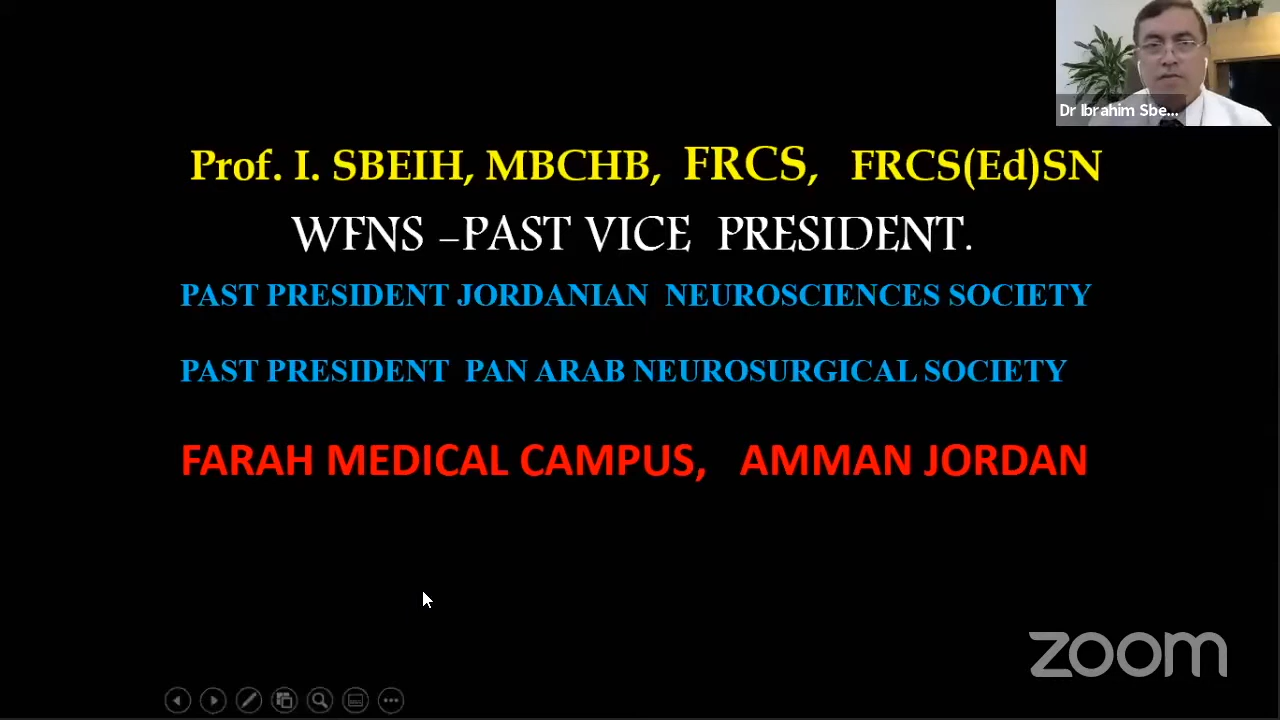 Dr Ibrahim Sbe...
Prof. I. SBEIH, MBCHB, FRCS, FRCS(Ed)SN
WFNS –PAST VICE PRESIDENT.
PAST PRESIDENT JORDANIAN NEUROSCIENCES SOCIETY
PAST PRESIDENT PAN ARAB NEUROSURGICAL SOCIETY
FARAH MEDICAL CAMPUS, AMMAN JORDAN
zoom